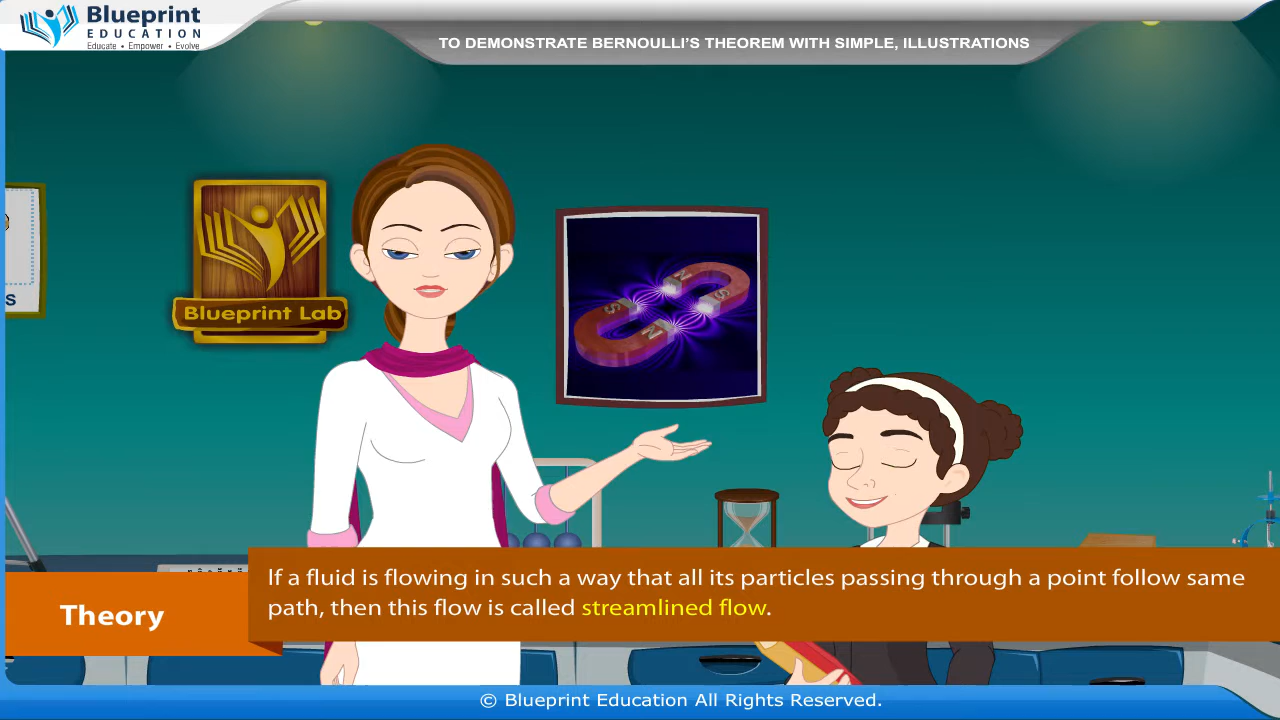 Blueprint
EDUCATION
Educate • Empower • Evolve
TO DEMONSTRATE BERNOULLI'S THEOREM WITH SIMPLE, ILLUSTRATIONS
S
Blueprint Lab
N
S
S
N
If a fluid is flowing in such a way that all its particles passing through a point follow same
path, then this flow is called streamlined flow.
Theory
© Blueprint Education All Rights Reserved.